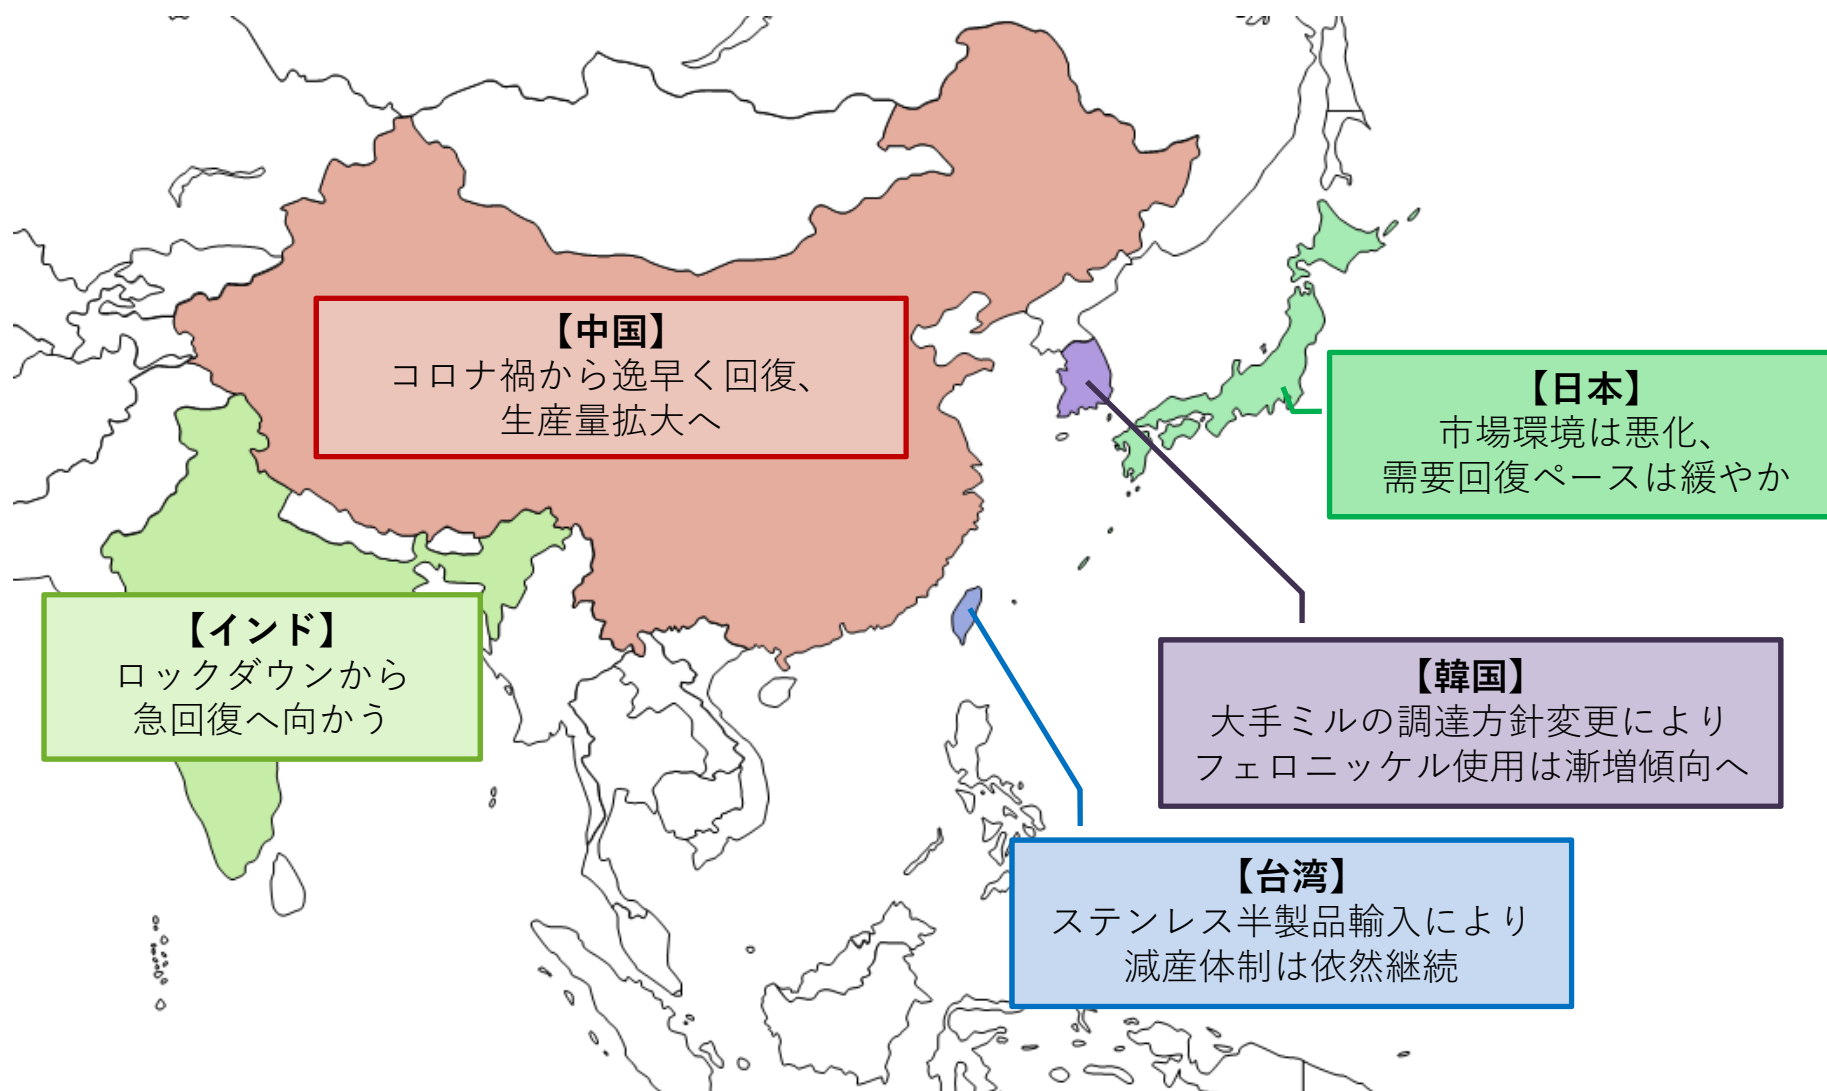 【中国】
コロナ禍から逸早く回復、
生産量拡大へ
【日本】
市場環境は悪化、
需要回復ペースは緩やか
【インド】
ロックダウンから
急回復へ向かう
【韓国】
大手ミルの調達方針変更により
フェロニッケル使用は漸増傾向へ
【台湾】
ステンレス半製品輸入により
減産体制は依然継続